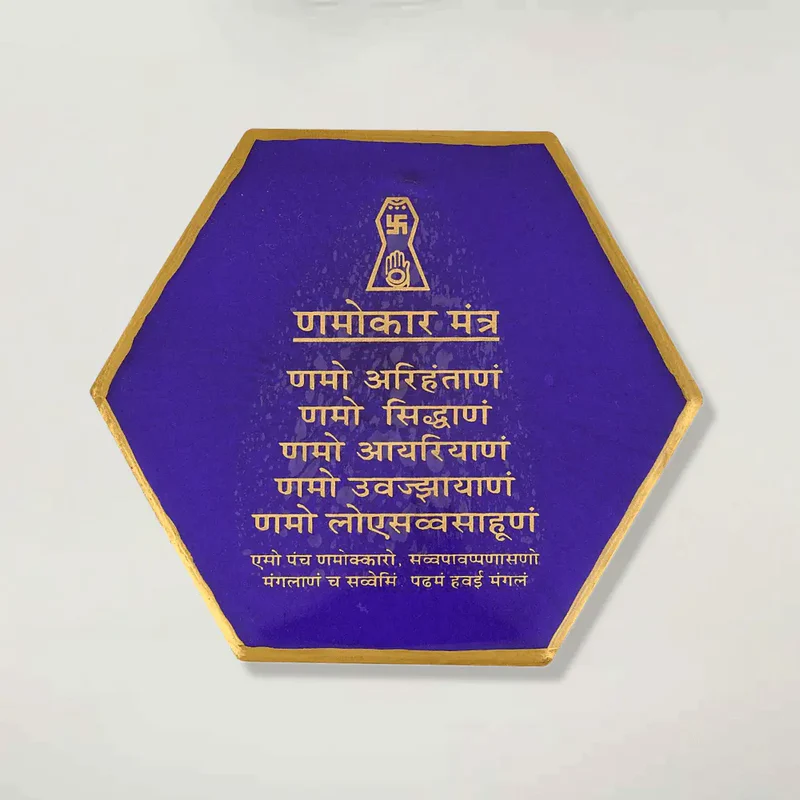 णमोकार मंत्र
णमो अरिहंताणं
णमो सिद्धाणं
णमो आयरियाणं
णमो उवज्झायाणं
णमो लोएसव्वसाहूणं
एमो पंच णमोक्कारो, सव्वपावप्पणासणो
मंगलाणं च सव्वेसिं, पढमं हवई मंगलं